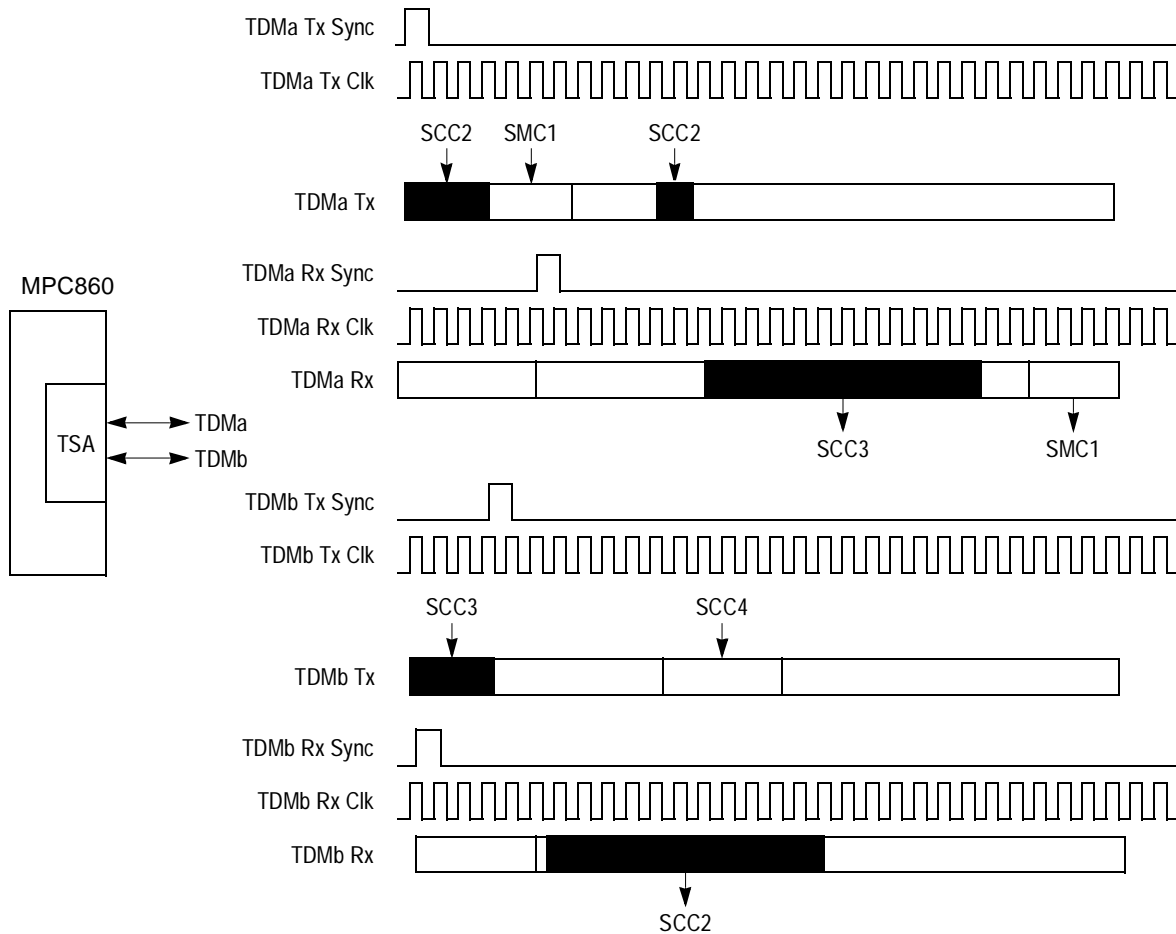 TDMa Tx Sync
TDMa Tx Clk
SCC2 SMC1 SCC2
TDMa Tx
TDMa Rx Sync
MPC860
TDMa Rx Clk
TDMa Rx
TSA
TDMa
TDMb
SCC3 SMC1
TDMb Tx Sync
TDMb Tx Clk
SCC3 SCC4
TDMb Tx
TDMb Rx Sync
TDMb Rx Clk
TDMb Rx
SCC2